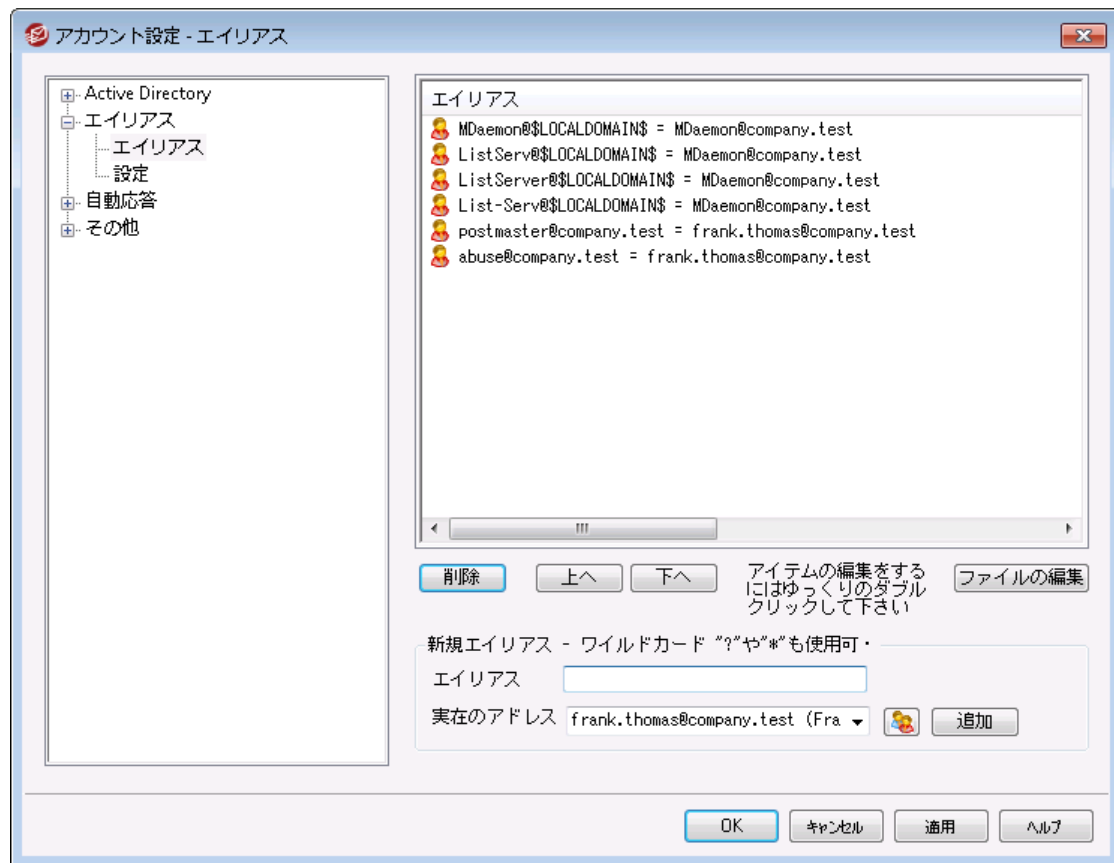 アカウント設定 - エイリアス
Active Directory
エイリアス
エイリアス
設定
自動応答
その他
エイリアス
MDaemon@$LOCALDOMAIN$ = MDaemon@company.test
ListServ@$LOCALDOMAIN$ = MDaemon@company.test
ListServer@$LOCALDOMAIN$ = MDaemon@company.test
List-Serv@$LOCALDOMAIN$ = MDaemon@company.test
postmaster@company.test = frank.thomas@company.test
abuse@company.test = frank.thomas@company.test
削除
上へ
下へ
アイテムの編集をする
にはゆっくりのダブル
クリックして下さい
ファイルの編集
新規エイリアス - ワイルドカード "?"や"*"も使用可・
エイリアス
実在のアドレス
frank.thomas@company.test (Fra
追加
OK
キャンセル
適用
ヘルプ